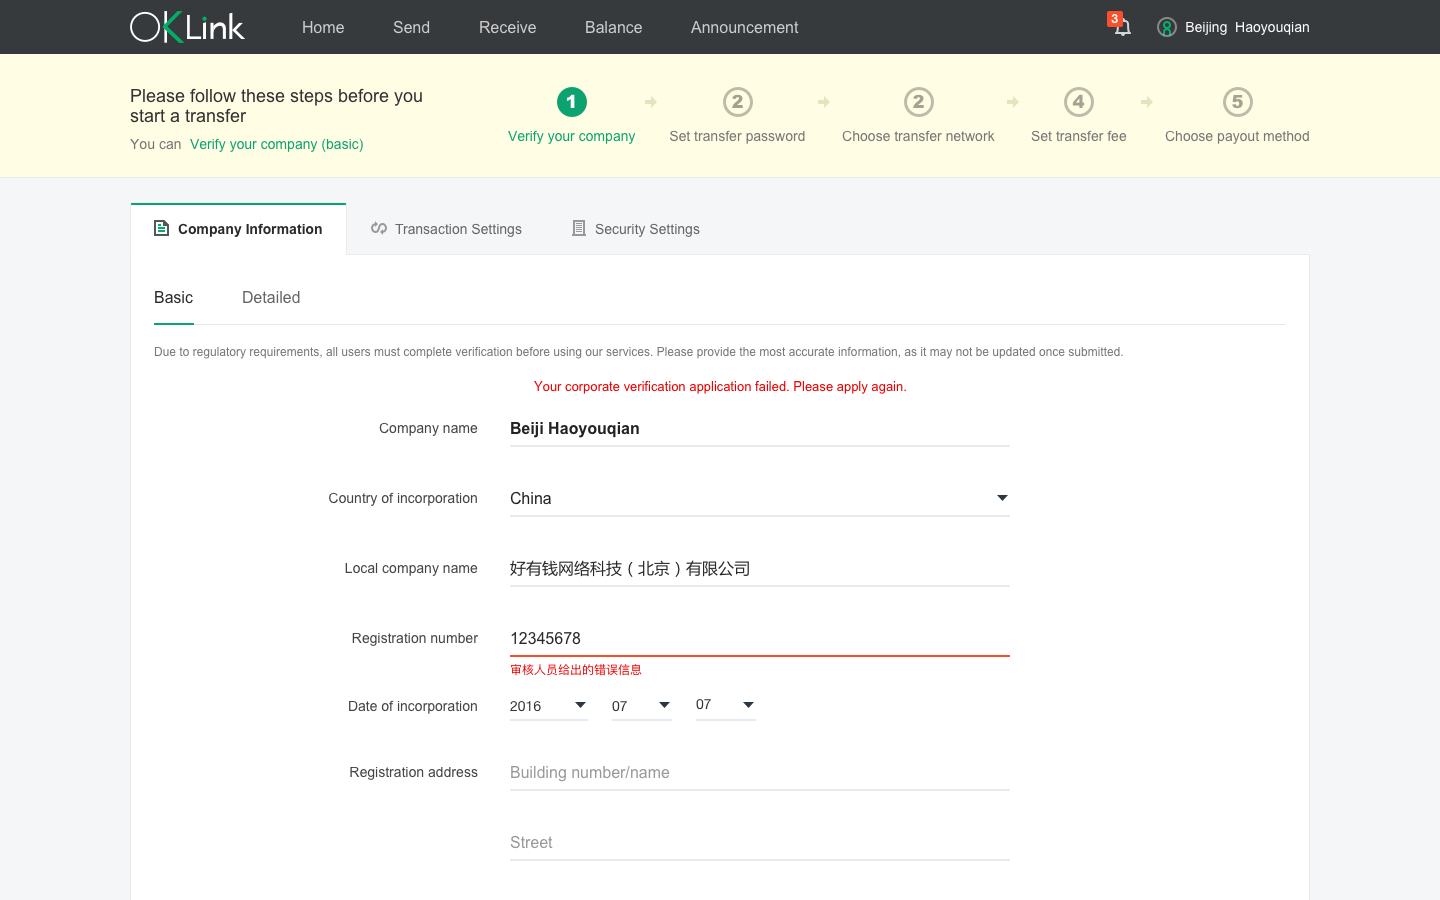 OKLink
Home Send Receive Balance Announcement
3
Beijing Haoyouqian
Please follow these steps before you
start a transfer
You can Verify your company (basic)
1 2 2 4 5
Verify your company Set transfer password Choose transfer network Set transfer fee Choose payout method
Company Information Transaction Settings Security Settings
Basic Detailed
Due to regulatory requirements, all users must complete verification before using our services. Please provide the most accurate information, as it may not be updated once submitted.
Your corporate verification application failed. Please apply again.
Company name Beiji Haoyouqian
Country of incorporation China
Local company name 好有钱网络科技（北京）有限公司
Registration number 12345678
审核人员给出的错误信息
Date of incorporation 2016 07 07
Registration address Building number/name
Street